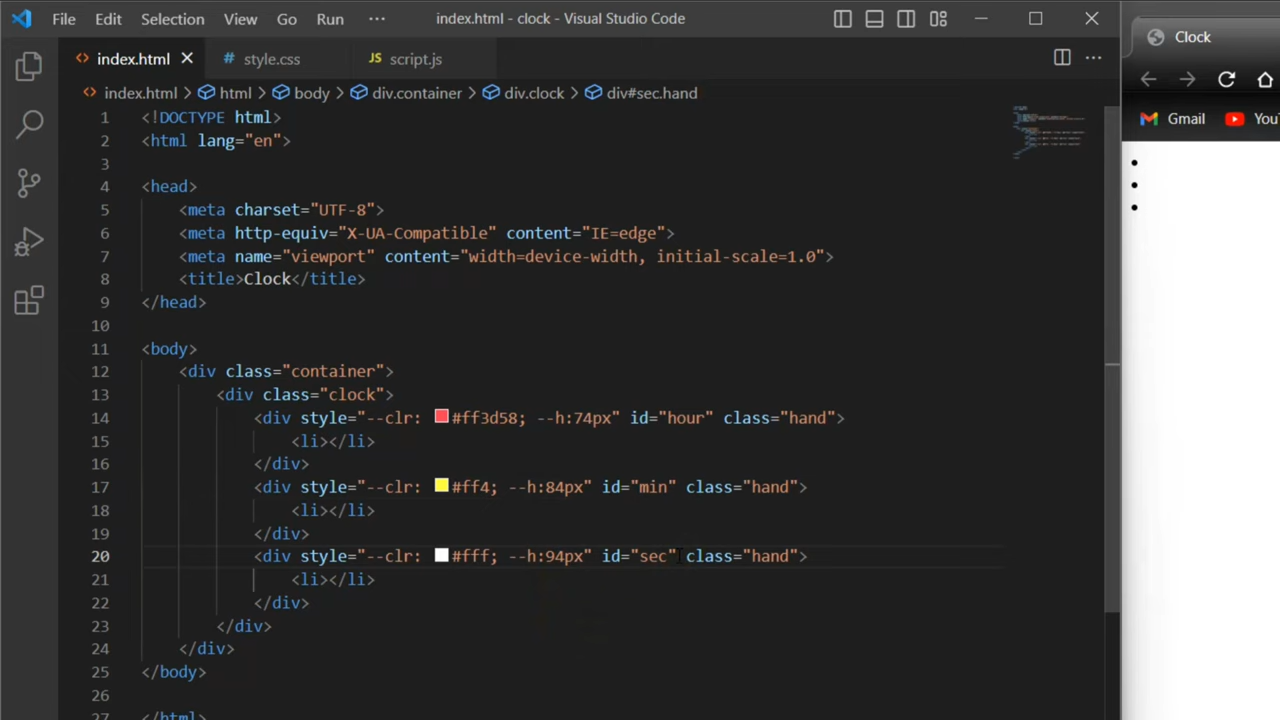 File Edit Selection View Go Run ··· index.html - clock - Visual Studio Code
Clock
index.html style.css JS script.js
index.html > html > body > div.container > div.clock > div#sec.hand
Gmail
1 <!DOCTYPE html>
2 <html lang="en">
3
4 <head>
5 <meta charset="UTF-8">
6 <meta http-equiv="X-UA-Compatible" content="IE=edge">
7 <meta name="viewport" content="width=device-width, initial-scale=1.0">
8 <title>Clock</title>
9 </head>
10
11 <body>
12 <div class="container">
13 <div class="clock">
14 <div style="--clr: #ff3d58; --h:74px" id="hour" class="hand">
15 <li></li>
16 </div>
17 <div style="--clr: #ff4; --h:84px" id="min" class="hand">
18 <li></li>
19 </div>
20 <div style="--clr: #fff; --h:94px" id="sec" class="hand">
21 <li></li>
22 </div>
23 </div>
24 </div>
25 </body>
26
27 </html>